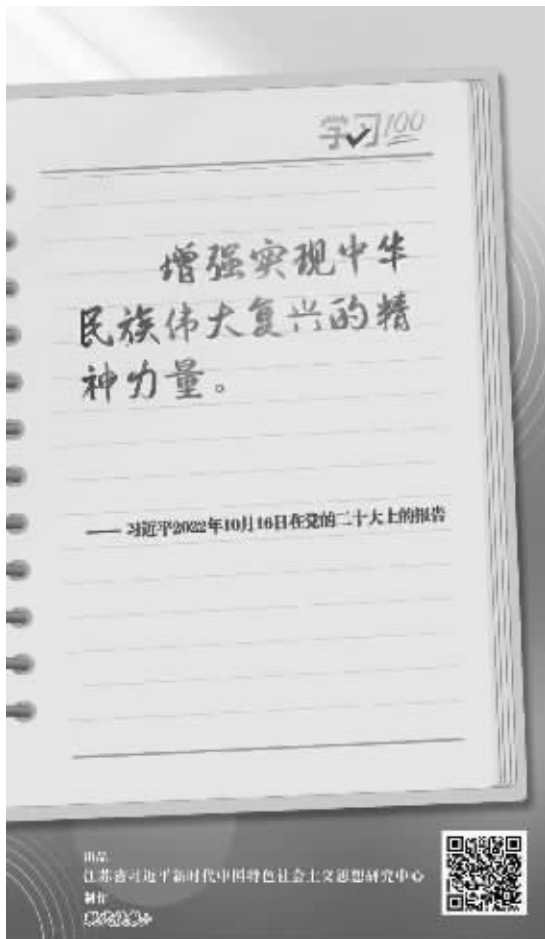 学习100
增强实现中华
民族伟大复兴的精
神力量。
—— 习近平2022年10月16日在党的二十大上的报告
出品
江苏省习近平新时代中国特色社会主义思想研究中心
制作